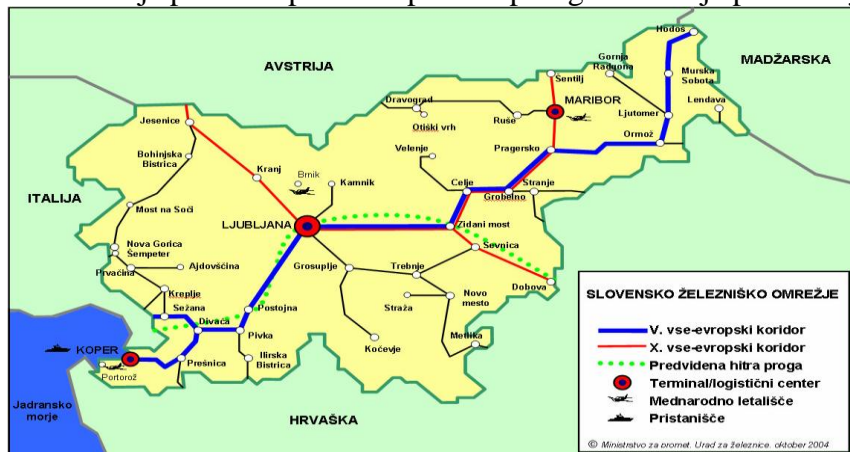 AVSTRIJA
MADŽARSKA
ITALIJA
HRVAŠKA
Jadransko
morje
Hodoš
Gornja
Radgona
Murska
Sobota
Šentilj
MARIBOR
Lendava
Ljutomer
Ormož
Dravograd
Otiški vrh
Ruše
Velenje
Pragersko
Jesenice
Bohinjska
Bistrica
Kranj
Brnik
Kamnik
Celje
Grobelno
Stranje
Most na Soči
LJUBLJANA
Zidani most
Sevnica
Nova Gorica
Šempeter
Prvačina
Ajdovščina
Grosuplje
Trebnje
Dobova
Kreplje
Sežana
Divača
Postojna
Straža
Novo
mesto
Metlika
Kočevje
KOPER
Portorož
Prešnica
Pivka
Ilirska
Bistrica
SLOVENSKO ŽELEZNIŠKO OMREŽJE
V. vse-evropski koridor
X. vse-evropski koridor
Predvidena hitra proga
Terminal/logistični center
Mednarodno letališče
Pristanišče
© Ministrstvo za promet. Urad za železnice. oktober 2004